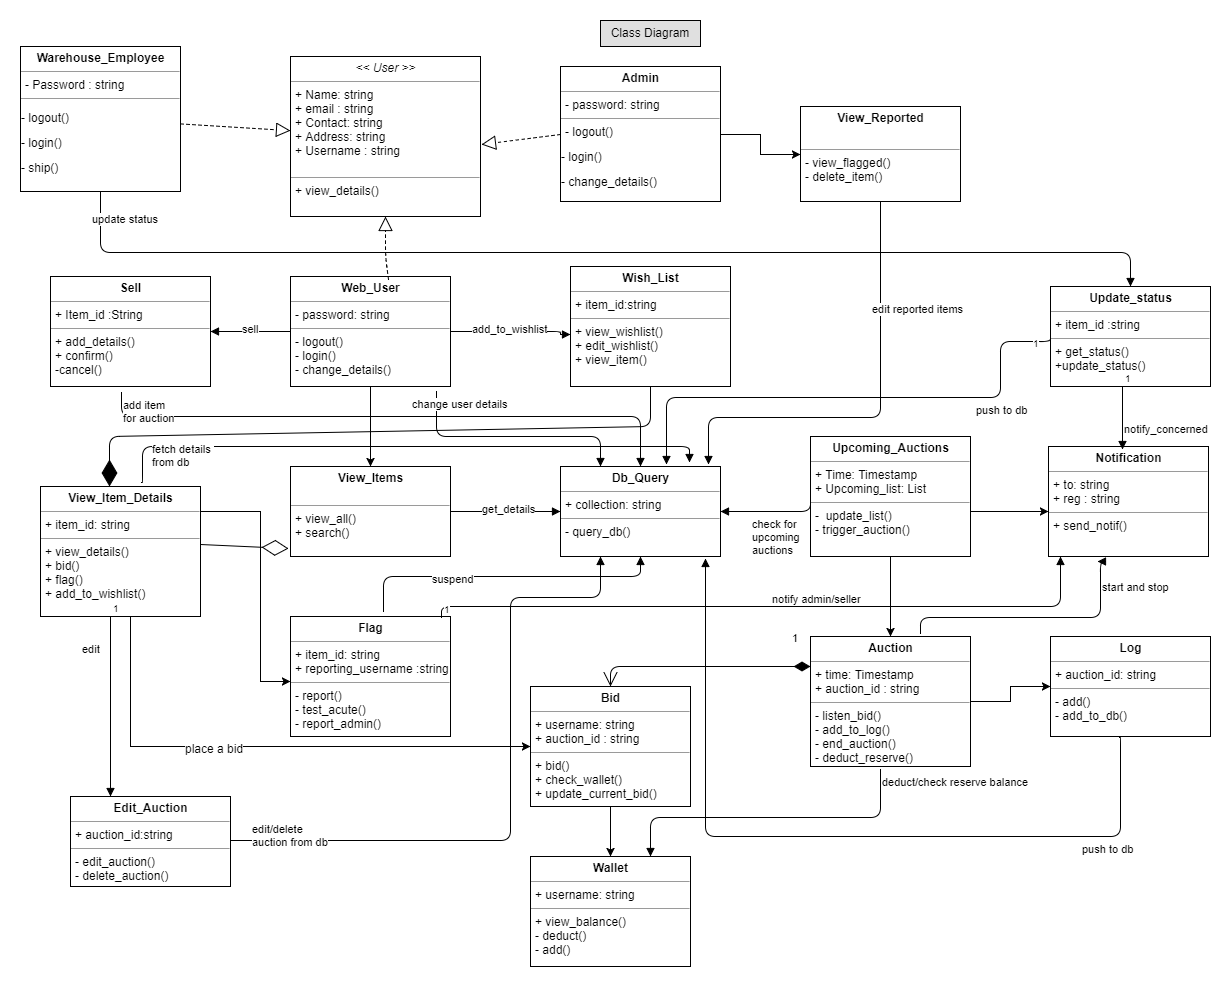 Class Diagram
Warehouse_Employee
- Password : string
- logout()
- login()
- ship()
<< User >>
+ Name: string
+ email : string
+ Contact: string
+ Address: string
+ Username : string
+ view_details()
Admin
- password: string
- logout()
- login()
- change_details()
View_Reported
- view_flagged()
- delete_item()
update status
Sell
+ Item_id :String
+ add_details()
+ confirm()
-cancel()
sell
Web_User
- password: string
- logout()
- login()
- change_details()
add_to_wishlist
Wish_List
+ item_id:string
+ view_wishlist()
+ edit_wishlist()
+ view_item()
edit reported items
Update_status
+ item_id :string
+ get_status()
+update_status()
1
1
add item
for auction
change user details
push to db
notify_concerned
fetch details
from db
View_Item_Details
+ item_id: string
+ view_details()
+ bid()
+ flag()
+ add_to_wishlist()
1
View_Items
+ view_all()
+ search()
get_details
Db_Query
+ collection: string
- query_db()
check for
upcoming
auctions
Upcoming_Auctions
+ Time: Timestamp
+ Upcoming_list: List
-  update_list()
- trigger_auction()
Notification
+ to: string
+ reg : string
+ send_notif()
suspend
1
notify admin/seller
start and stop
edit
Flag
+ item_id: string
+ reporting_username :string
- report()
- test_acute()
- report_admin()
1
Auction
+ time: Timestamp
+ auction_id : string
- listen_bid()
- add_to_log()
- end_auction()
- deduct_reserve()
Log
+ auction_id: string
- add()
- add_to_db()
place a bid
Bid
+ username: string
+ auction_id : string
+ bid()
+ check_wallet()
+ update_current_bid()
deduct/check reserve balance
Edit_Auction
+ auction_id:string
- edit_auction()
- delete_auction()
edit/delete
auction from db
push to db
Wallet
+ username: string
+ view_balance()
- deduct()
- add()